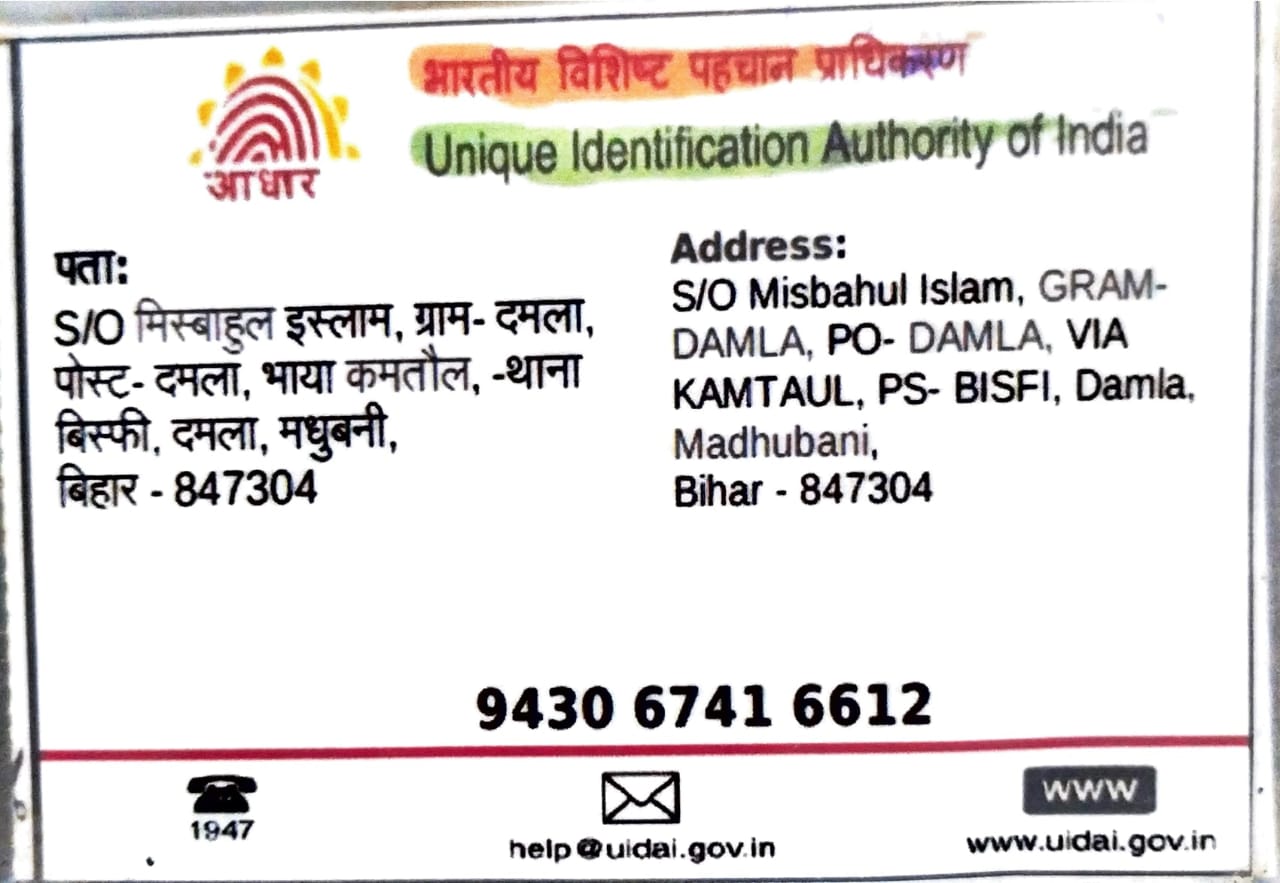 भारतीय विशिष्ट पहचान प्राधिकरण
Unique Identification Authority of India
आधार
पता:
S/O मिस्बाहुल इस्लाम, ग्राम- दमला,
पोस्ट- दमला, भाया कमतौल, -थाना
बिस्फी, दमला, मधुबनी,
बिहार - 847304
Address:
S/O Misbahul Islam, GRAM-
DAMLA, PO- DAMLA, VIA
KAMTAUL, PS- BISFI, Damla,
Madhubani,
Bihar - 847304
9430 6741 6612
1947
help@uidai.gov.in
www
www.uidai.gov.in